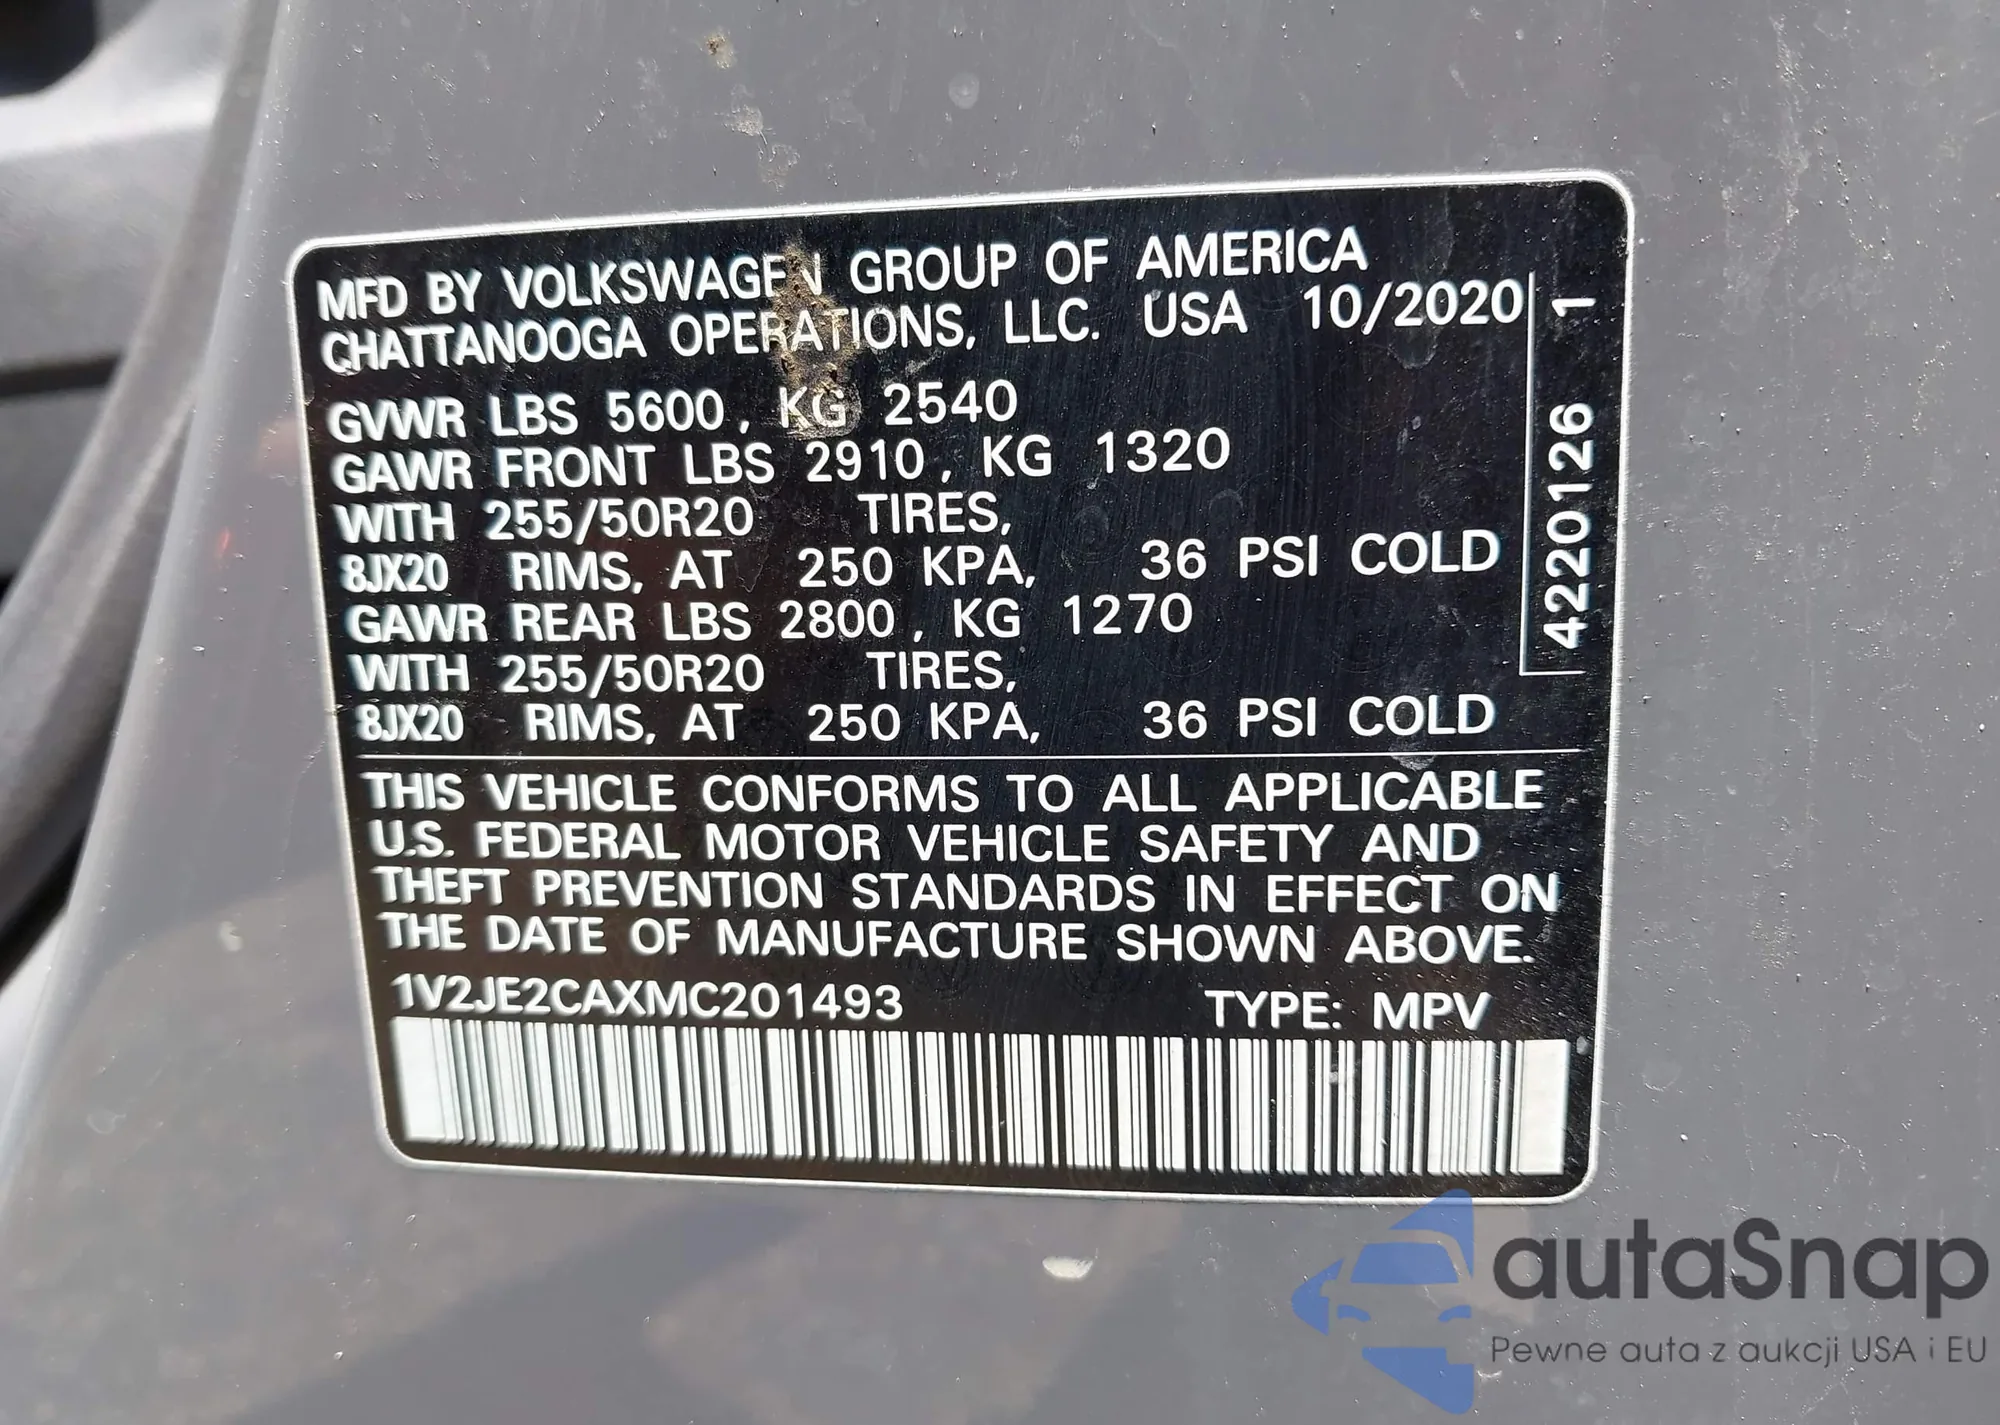 MFD BY VOLKSWAGEN GROUP OF AMERICA
CHATTANOOGA OPERATIONS, LLC. USA 10/2020
GVWR LBS 5600, KG 2540
GAWR FRONT LBS 2910, KG 1320
WITH 255/50R20 TIRES,
8JX20 RIMS, AT 250 KPA, 36 PSI COLD
GAWR REAR LBS 2800, KG 1270
WITH 255/50R20 TIRES,
8JX20 RIMS, AT 250 KPA, 36 PSI COLD
4220126 1
THIS VEHICLE CONFORMS TO ALL APPLICABLE
U.S. FEDERAL MOTOR VEHICLE SAFETY AND
THEFT PREVENTION STANDARDS IN EFFECT ON
THE DATE OF MANUFACTURE SHOWN ABOVE.
1V2JE2CAXMC201493 TYPE: MPV
autaSnap
Pewne auta z aukcji USA i EU